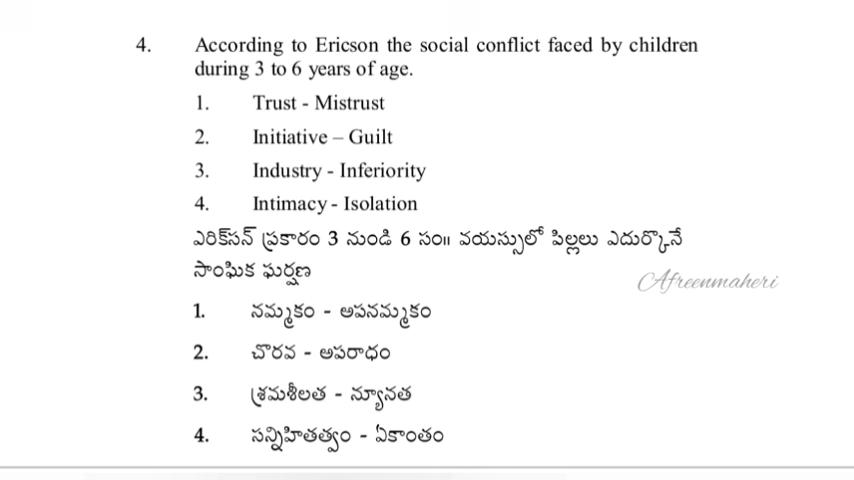 4. According to Ericson the social conflict faced by children
during 3 to 6 years of age.
1. Trust - Mistrust
2. Initiative – Guilt
3. Industry - Inferiority
4. Intimacy - Isolation
ఎరిక్‌సన్ ప్రకారం 3 నుండి 6 సం॥ వయస్సులో పిల్లలు ఎదుర్కొనే
సాంఘిక ఘర్షణ
Afreenmaheri
1. నమ్మకం - అపనమ్మకం
2. చొరవ - అపరాధం
3. శ్రమశీలత - న్యూనత
4. సన్నిహితత్వం - ఏకాంతం